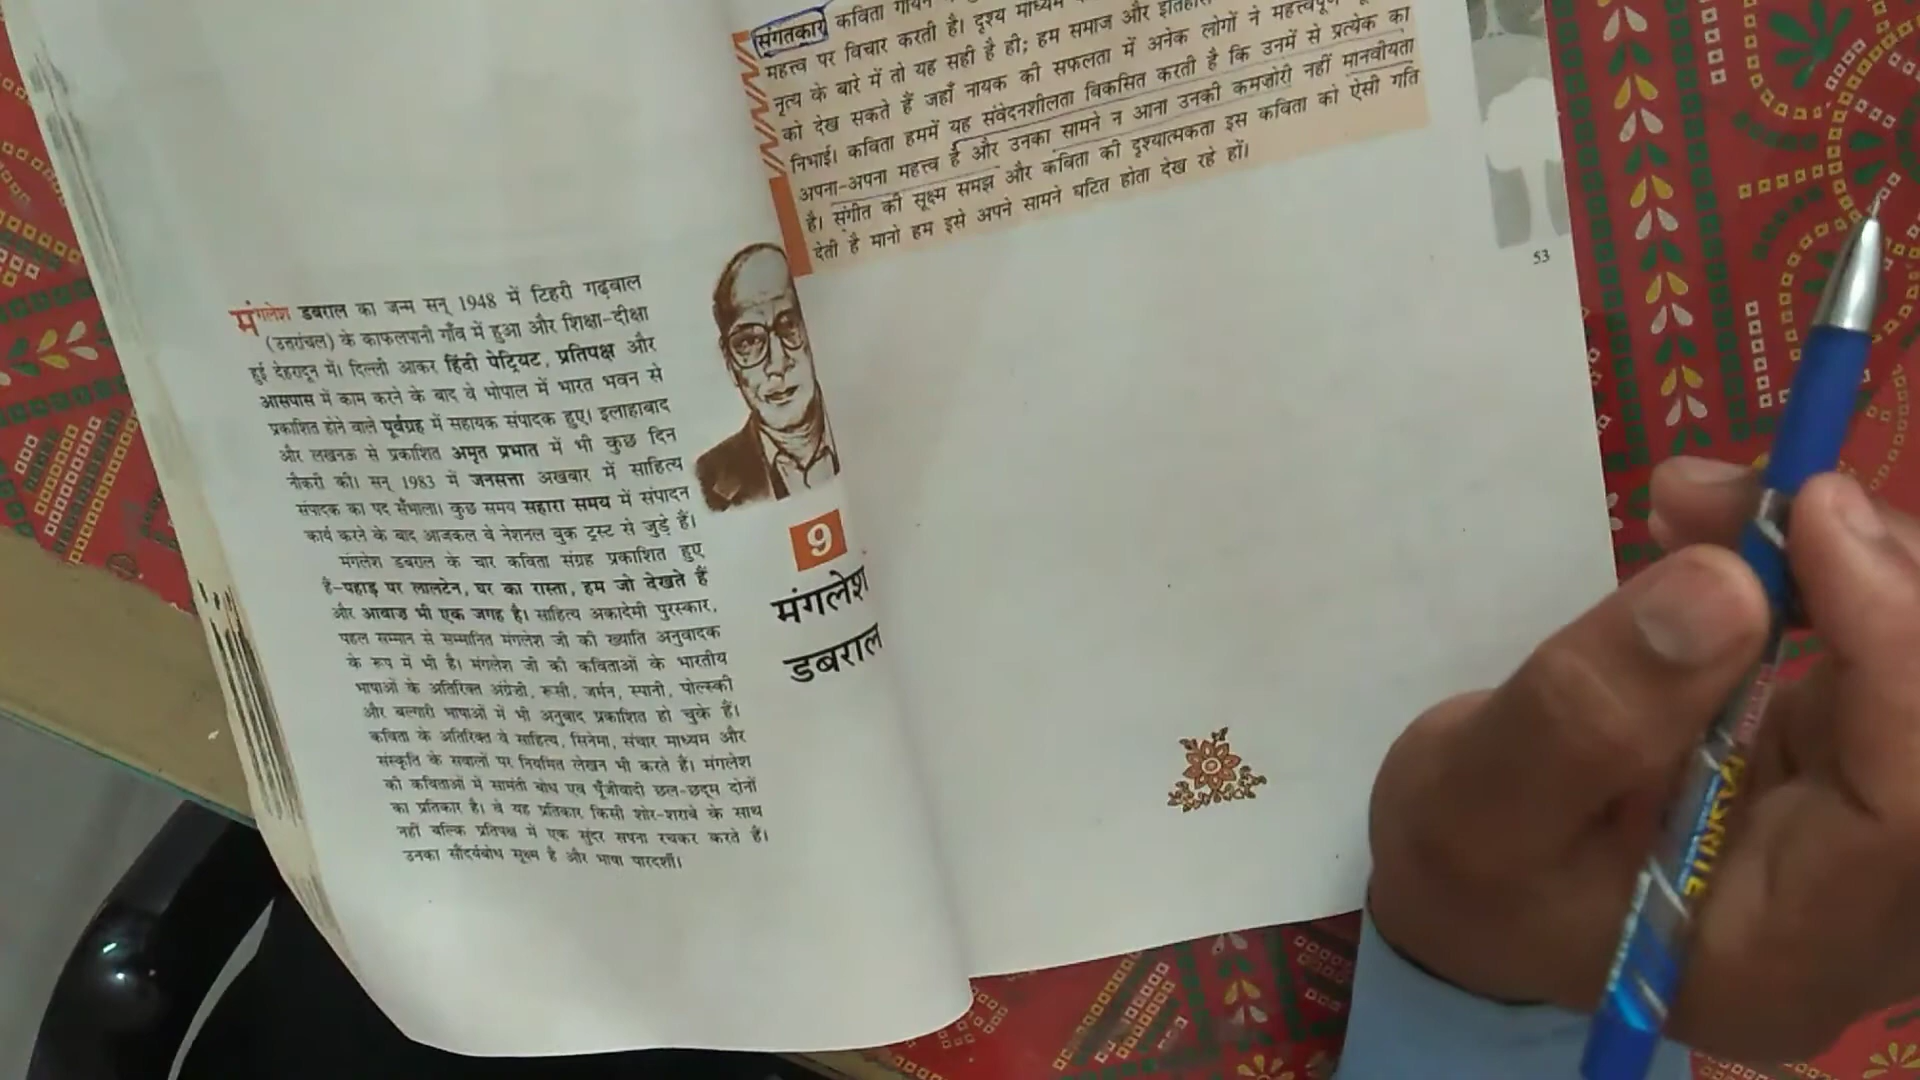 मंगलेश डबराल का जन्म सन् 1948 में टिहरी गढ़वाल
(उत्तरांचल) के काफलपानी गाँव में हुआ और शिक्षा-दीक्षा
हुई देहरादून में। दिल्ली आकर हिंदी पेट्रियट, प्रतिपक्ष और
आसपास में काम करने के बाद वे भोपाल में भारत भवन से
प्रकाशित होने वाले पूर्वग्रह में सहायक संपादक हुए। इलाहाबाद
और लखनऊ से प्रकाशित अमृत प्रभात में भी कुछ दिन
नौकरी की। सन् 1983 में जनसत्ता अखबार में साहित्य
संपादक का पद सँभाला। कुछ समय सहारा समय में संपादन
कार्य करने के बाद आजकल वे नेशनल बुक ट्रस्ट से जुड़े हैं।
मंगलेश डबराल के चार कविता संग्रह प्रकाशित हुए
हैं-पहाड़ पर लालटेन, घर का रास्ता, हम जो देखते हैं
और आवाज़ भी एक जगह है। साहित्य अकादेमी पुरस्कार,
पहल सम्मान से सम्मानित मंगलेश जी की ख्याति अनुवादक
के रूप में भी है। मंगलेश जी की कविताओं के भारतीय
भाषाओं के अतिरिक्त अंग्रेज़ी, रूसी, जर्मन, स्पानी, पोल्स्की
और बल्गारी भाषाओं में भी अनुवाद प्रकाशित हो चुके हैं।
कविता के अतिरिक्त वे साहित्य, सिनेमा, संचार माध्यम और
संस्कृति के सवालों पर नियमित लेखन भी करते हैं। मंगलेश
की कविताओं में सामंती बोध एवं पूँजीवादी छल-छद्म दोनों
का प्रतिकार है। वे यह प्रतिकार किसी शोर-शराबे के साथ
नहीं बल्कि प्रतिपक्ष में एक सुंदर सपना रचकर करते हैं।
उनका सौंदर्यबोध सूक्ष्म है और भाषा पारदर्शी।
9
मंगलेश
डबराल
संगतकार कविता गायन
महत्त्व पर विचार करती है। दृश्य माध्यम
नृत्य के बारे में तो यह सही है ही; हम समाज और
को देख सकते हैं जहाँ नायक की सफलता में अनेक लोगों ने महत्त्वपूर्ण
निभाई। कविता हममें यह संवेदनशीलता विकसित करती है कि उनमें से प्रत्येक का
अपना-अपना महत्त्व है और उनका सामने न आना उनकी कमज़ोरी नहीं मानवीयता
है। संगीत की सूक्ष्म समझ और कविता की दृश्यात्मकता इस कविता को ऐसी गति
देती है मानो हम इसे अपने सामने घटित होता देख रहे हों।
53